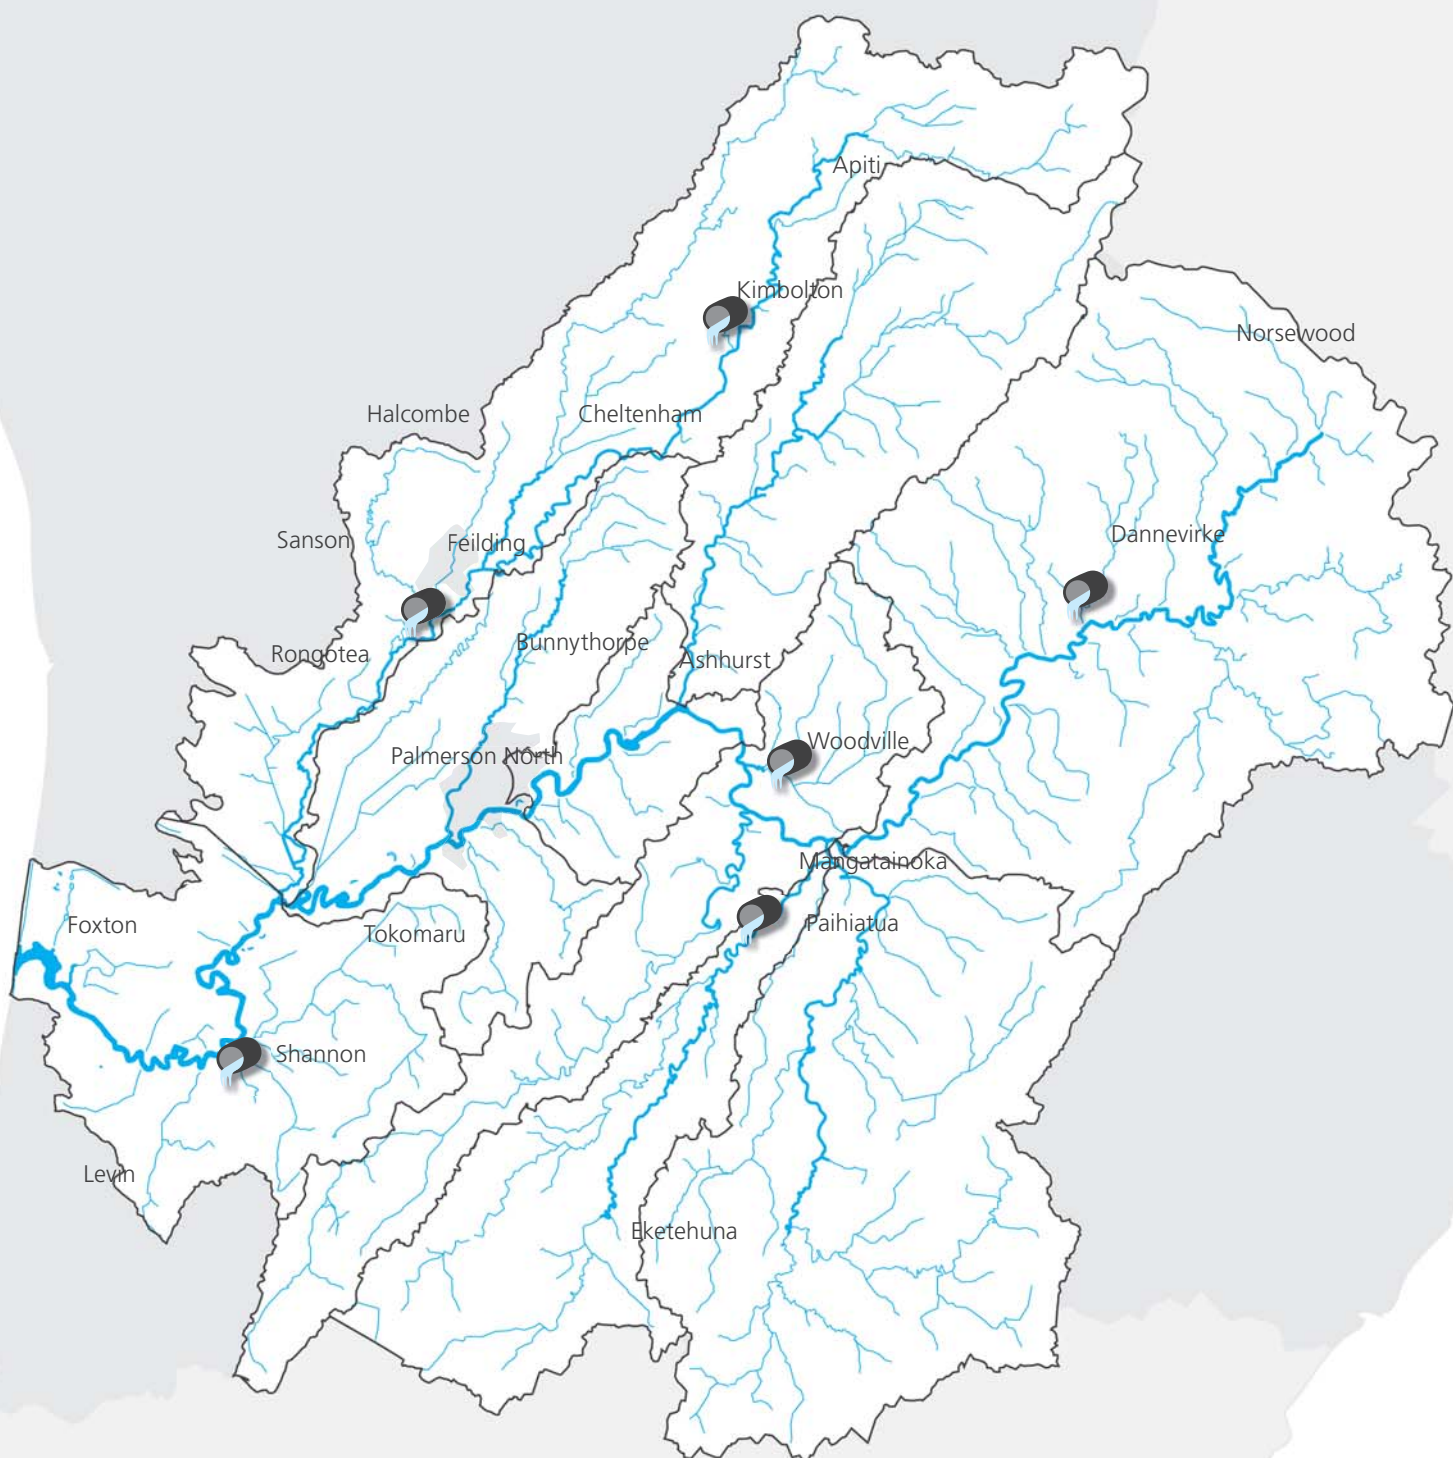 Apiti
Kimbolton
Norsewood
Halcombe
Cheltenham
Dannevirke
Sanson
Feilding
Bunnythorpe
Rongotea
Ashhurst
Woodville
Palmerson North
Mangatainoka
Foxton
Tokomaru
Paihiatua
Shannon
Levin
Eketehuna